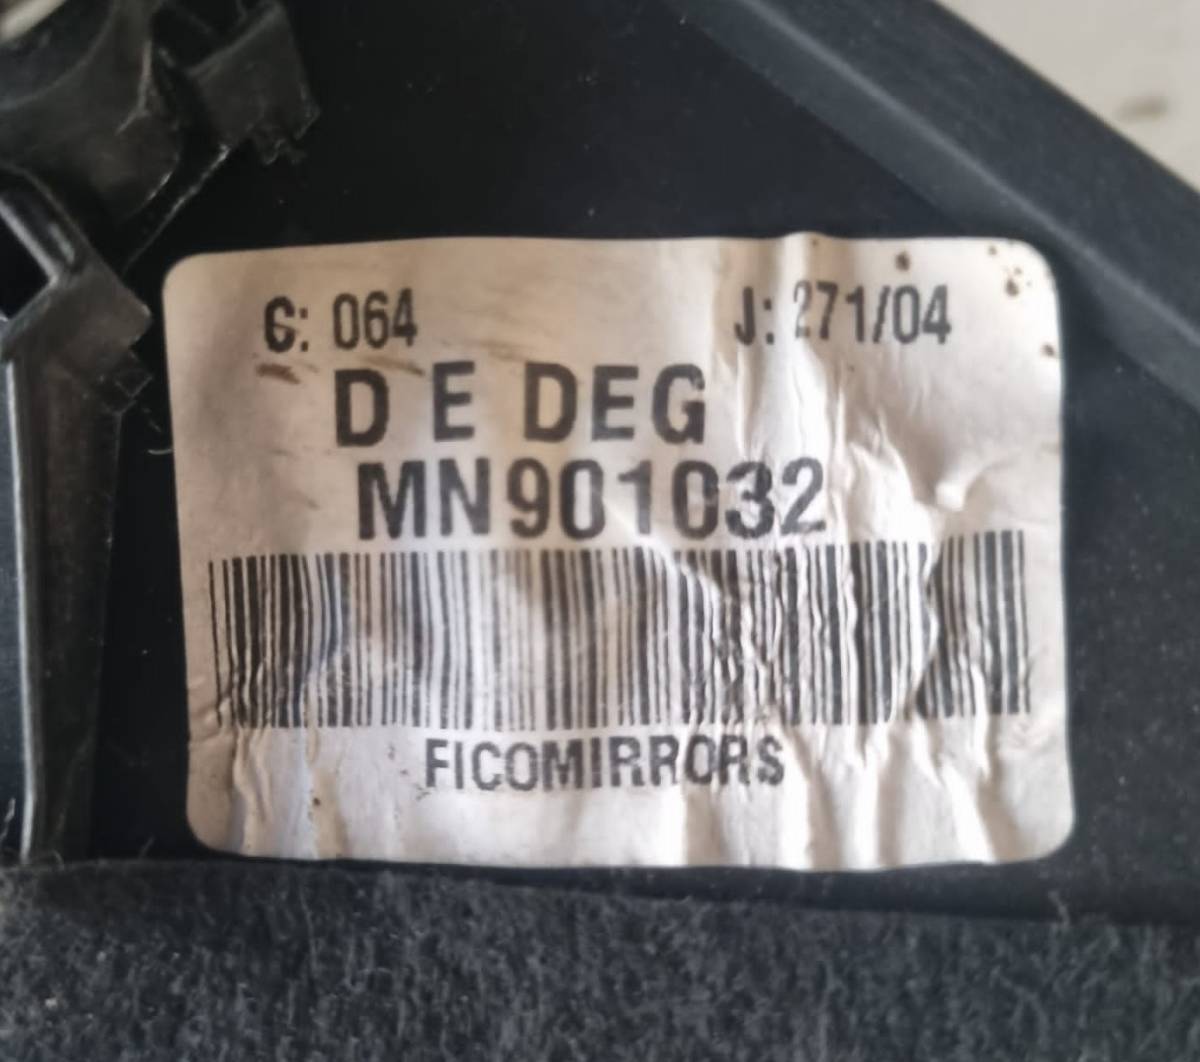 C: 064 J: 271/04
D E DEG
MN901032
FICOMIRRORS